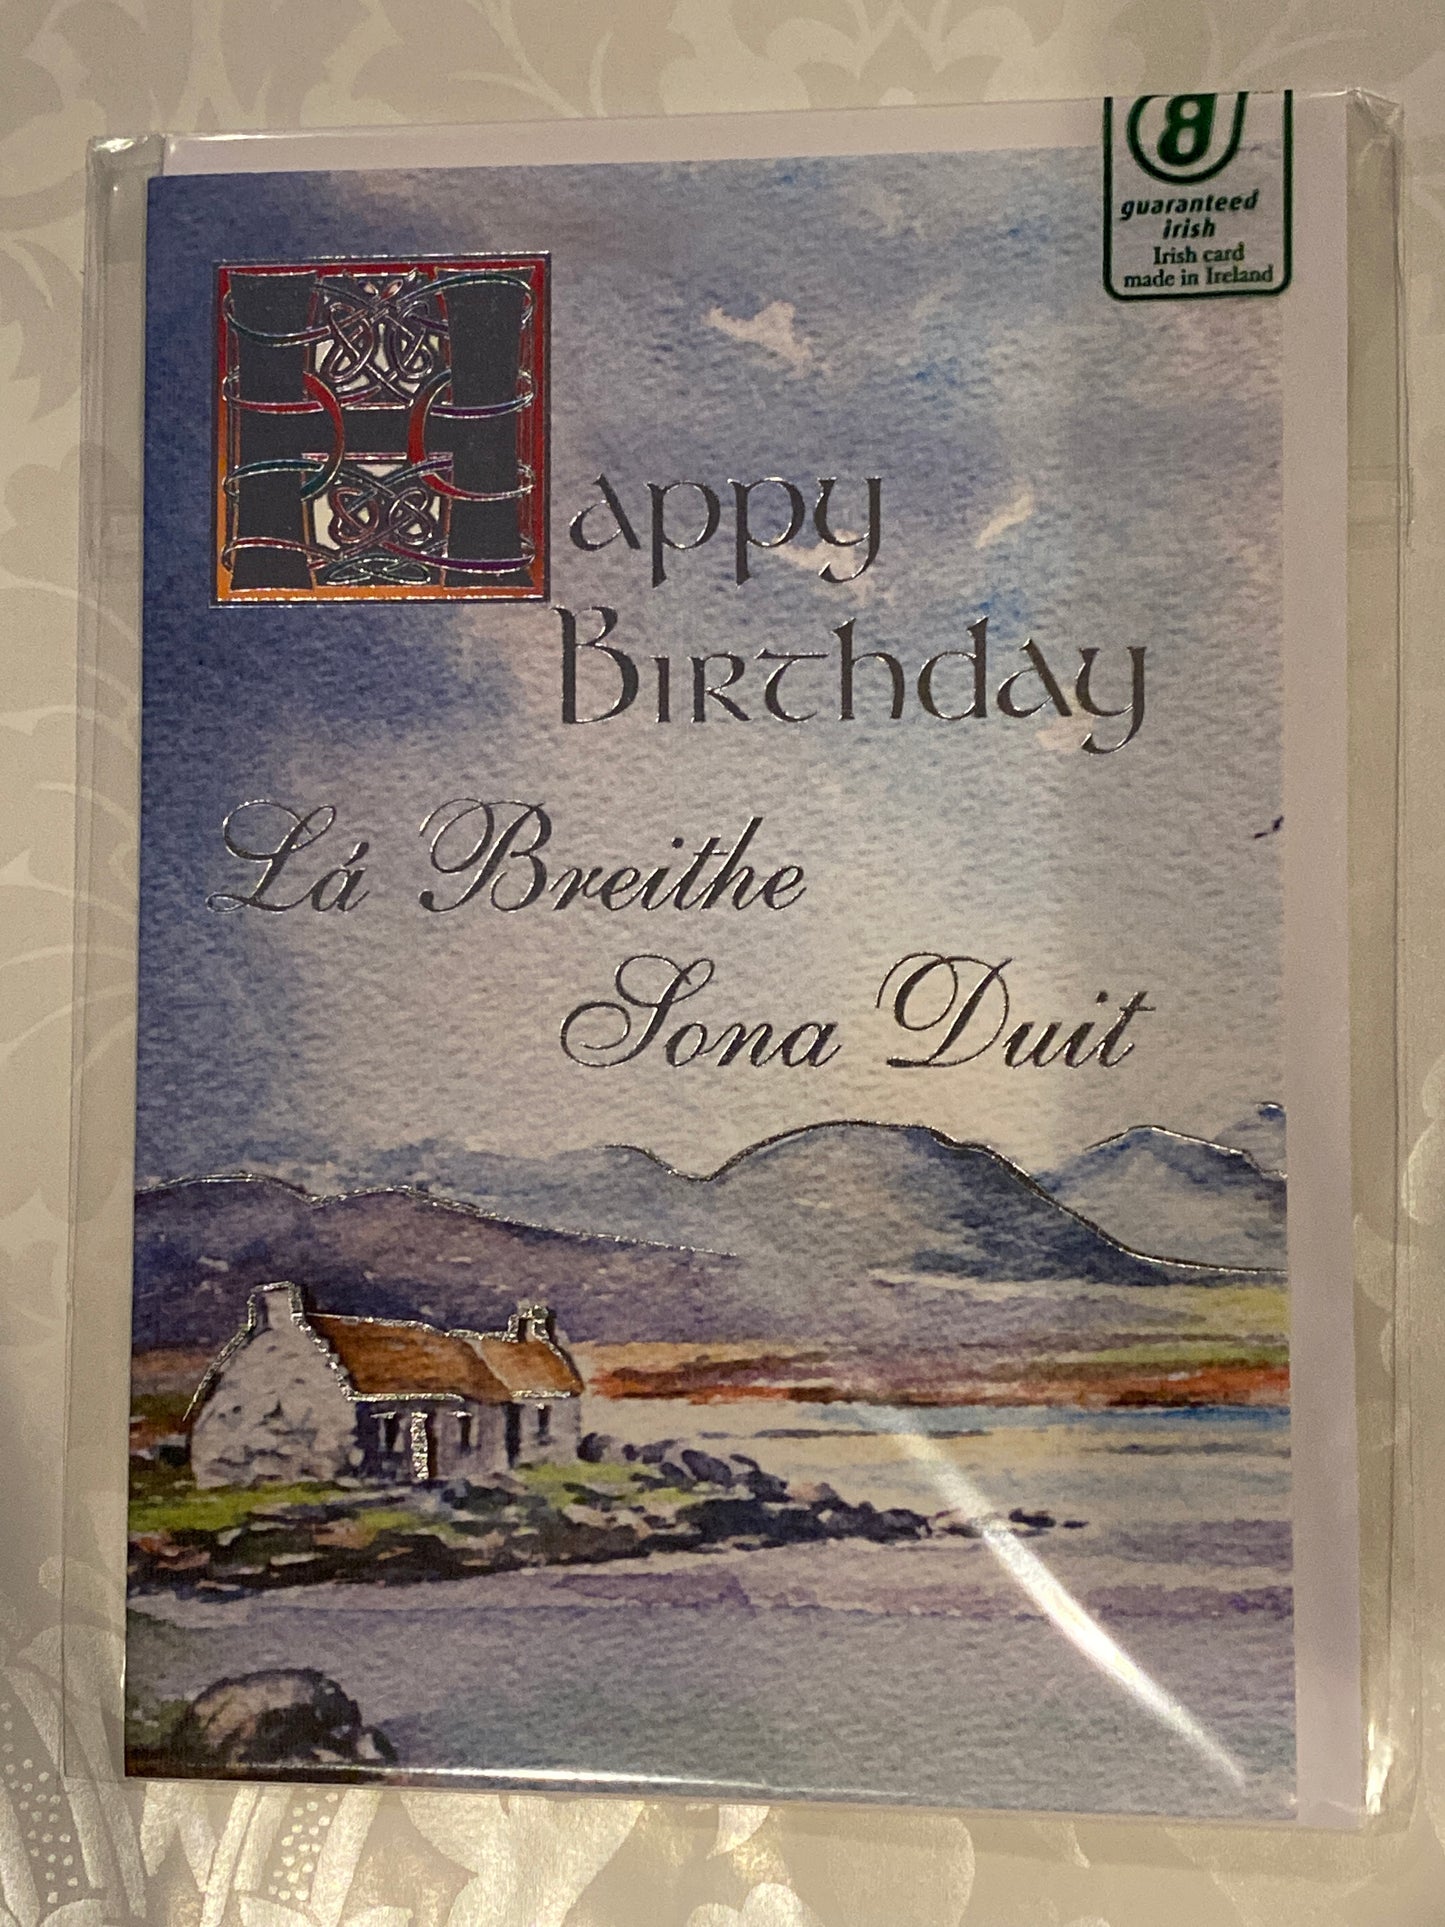 guaranteed
irish
Irish card
made in Ireland
Happy
Birthday
Lá Breithe
Sona Duit